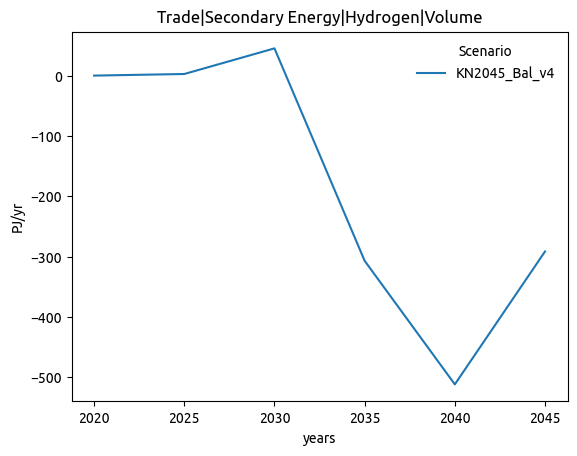 Trade|Secondary Energy|Hydrogen|Volume
Scenario
KN2045_Bal_v4
PJ/yr
0
−100
−200
−300
−400
−500
2020
2025
2030
2035
2040
2045
years